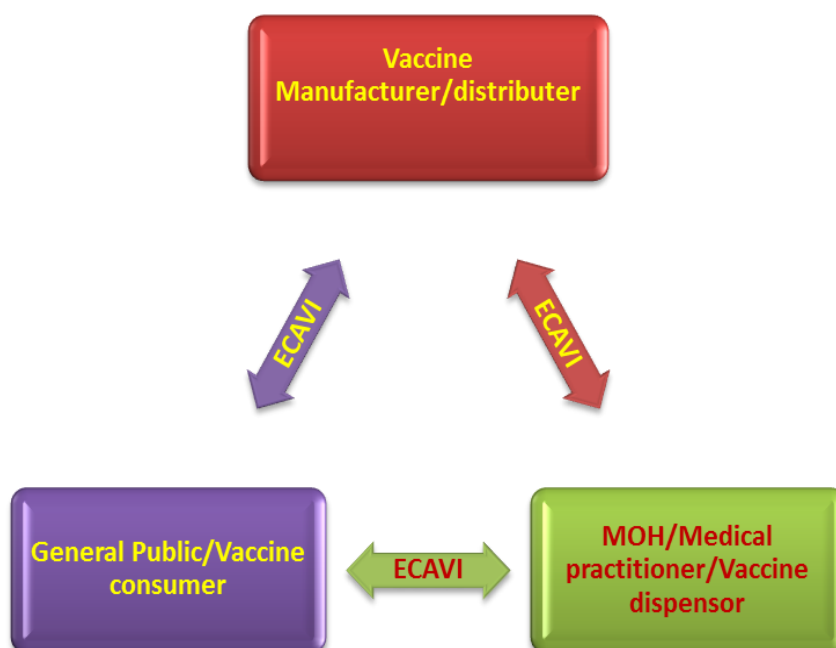 Vaccine
Manufacturer/distributer
ECAVI
ECAVI
General Public/Vaccine
consumer
ECAVI
MOH/Medical
practitioner/Vaccine
dispensor